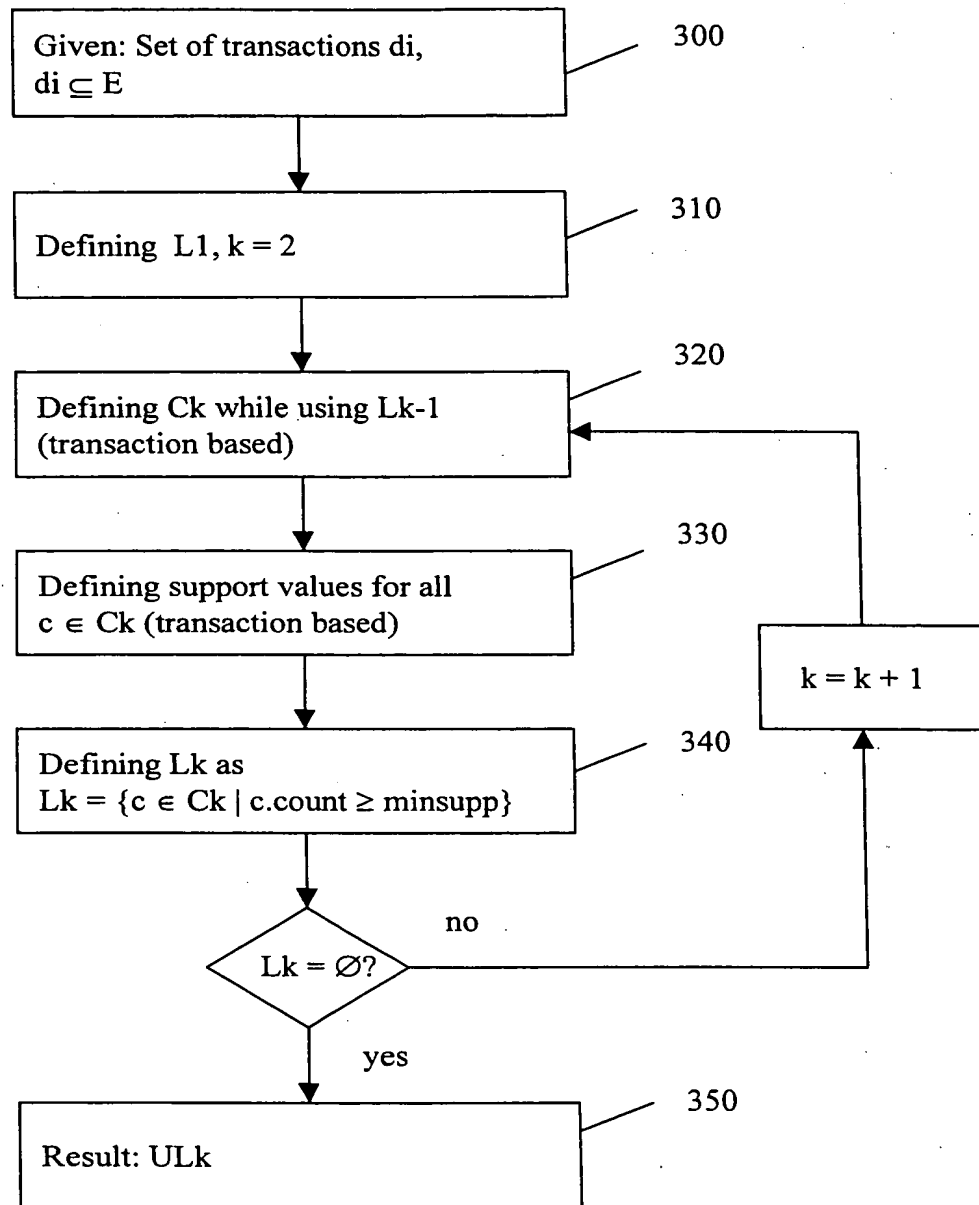 Given: Set of transactions di,
di ⊆ E
300
Defining L1, k = 2
310
Defining Ck while using Lk-1
(transaction based)
320
Defining support values for all
c ∈ Ck (transaction based)
330
k = k + 1
Defining Lk as
Lk = {c ∈ Ck | c.count ≥ minsupp}
340
Lk = ∅?
no
yes
Result: ULk
350